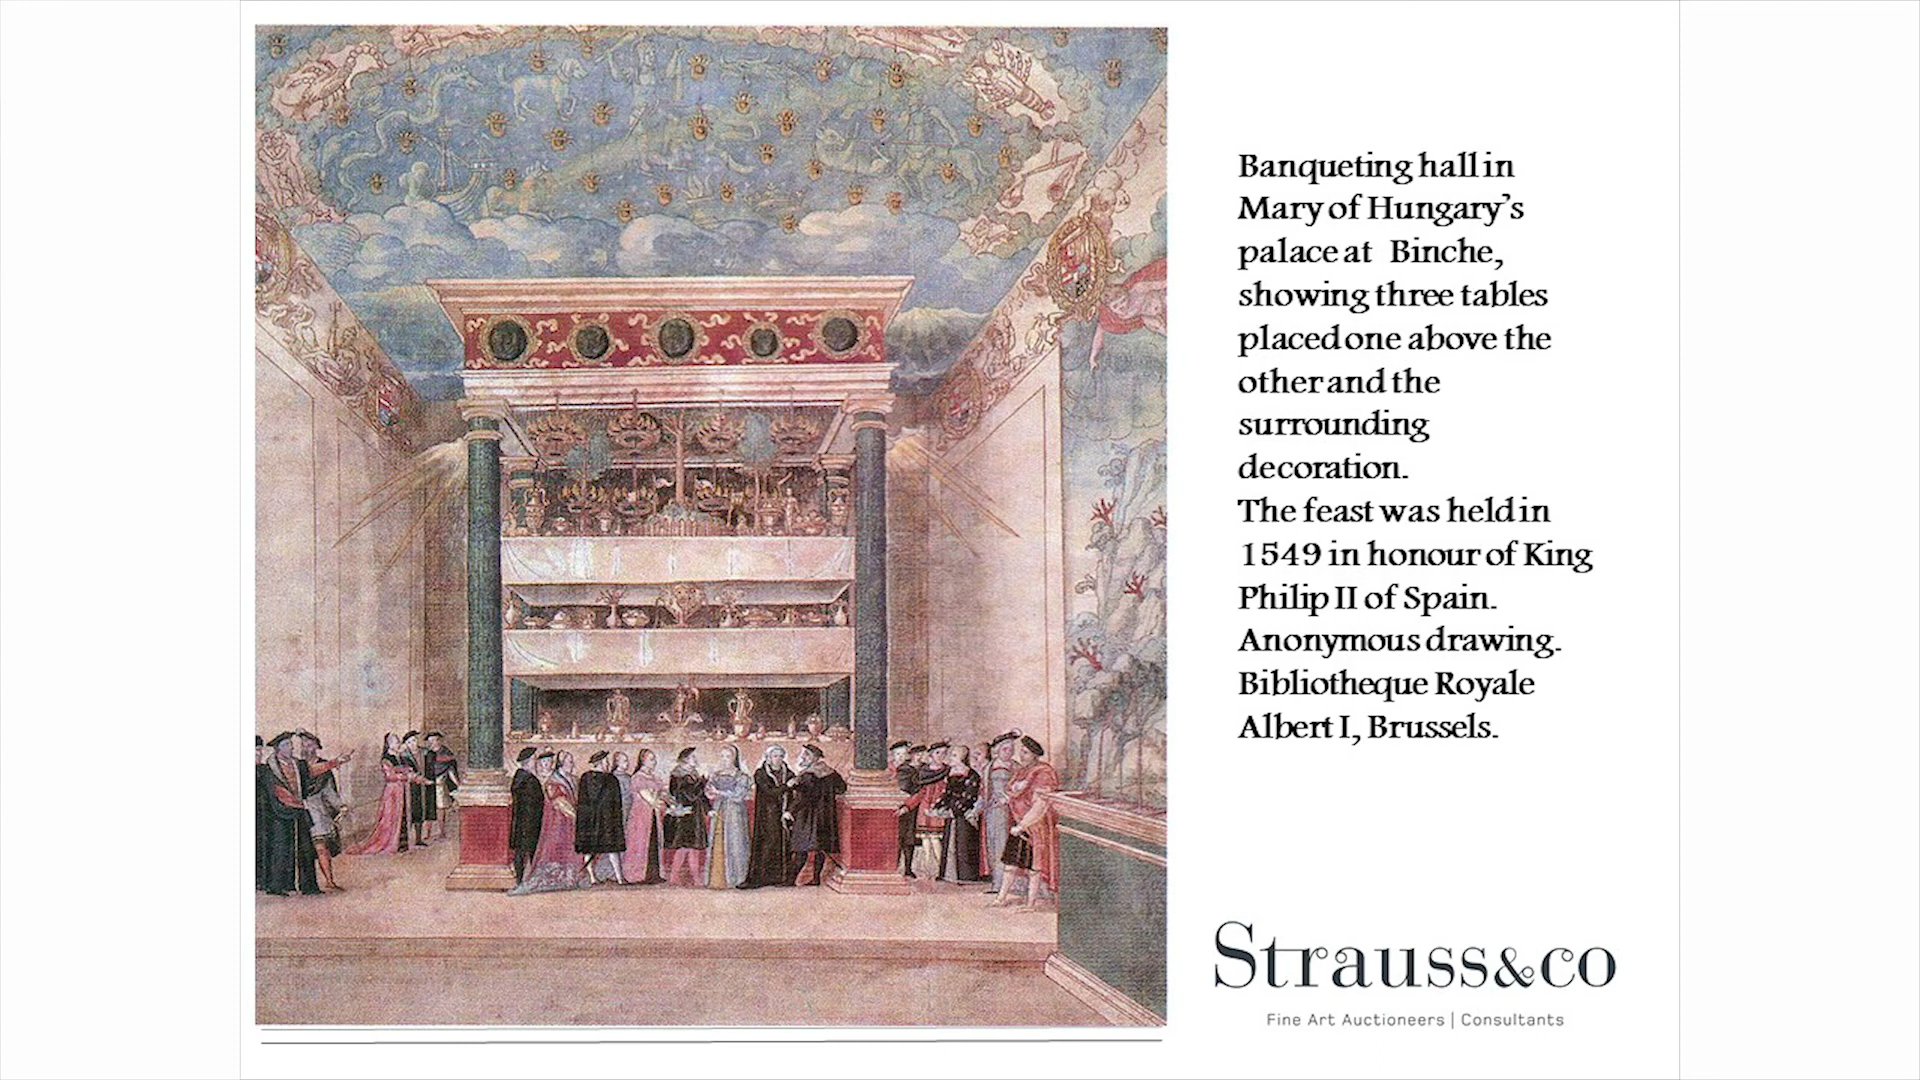 Banqueting hall in
Mary of Hungary's
palace at Binche,
showing three tables
placed one above the
other and the
surrounding
decoration.
The feast was held in
1549 in honour of King
Philip II of Spain.
Anonymous drawing.
Bibliotheque Royale
Albert I, Brussels.
Strauss&co
Fine Art Auctioneers | Consultants